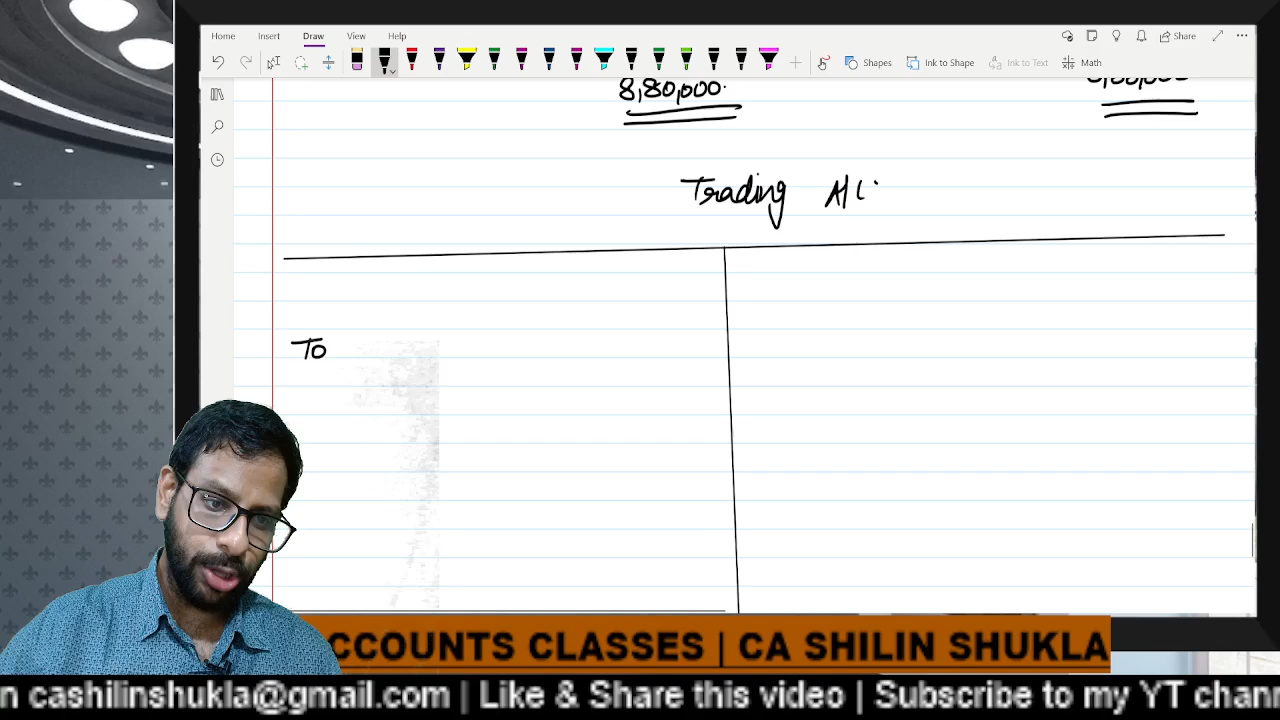 Home Insert Draw View Help Share
Shapes Ink to Shape Ink to Text Math
8,80,000.
Trading A/C.
To
CCOUNTS CLASSES | CA SHILIN SHUKLA
n cashilinshukla@gmail.com | Like & Share this video | Subscribe to my YT chann